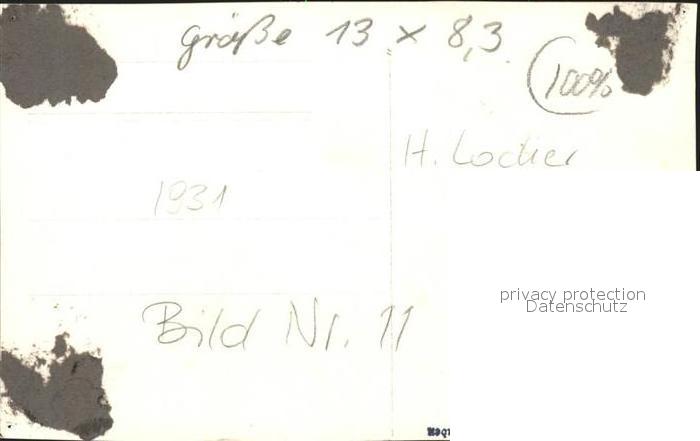 Größe 13 x 8,3
100%
H. Locher
1931
privacy protection
Datenschutz
Bild Nr. 11